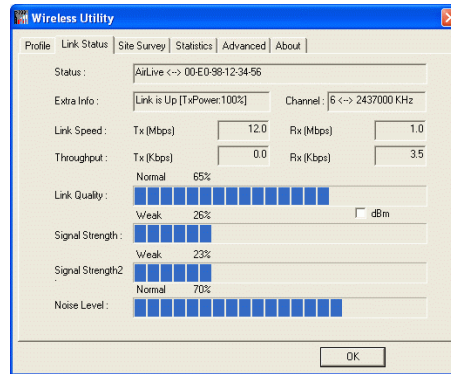 Wireless Utility
Profile Link Status Site Survey Statistics Advanced About
Status : AirLive <--> 00-E0-98-12-34-56
Extra Info : Link is Up [TxPower:100%] Channel : 6 <--> 2437000 KHz
Link Speed : Tx (Mbps) 12.0 Rx (Mbps) 1.0
Throughput : Tx (Kbps) 0.0 Rx (Kbps) 3.5
Normal 65%
Link Quality :
Weak 26% dBm
Signal Strength :
Weak 23%
Signal Strength2
:
Normal 70%
Noise Level :
OK